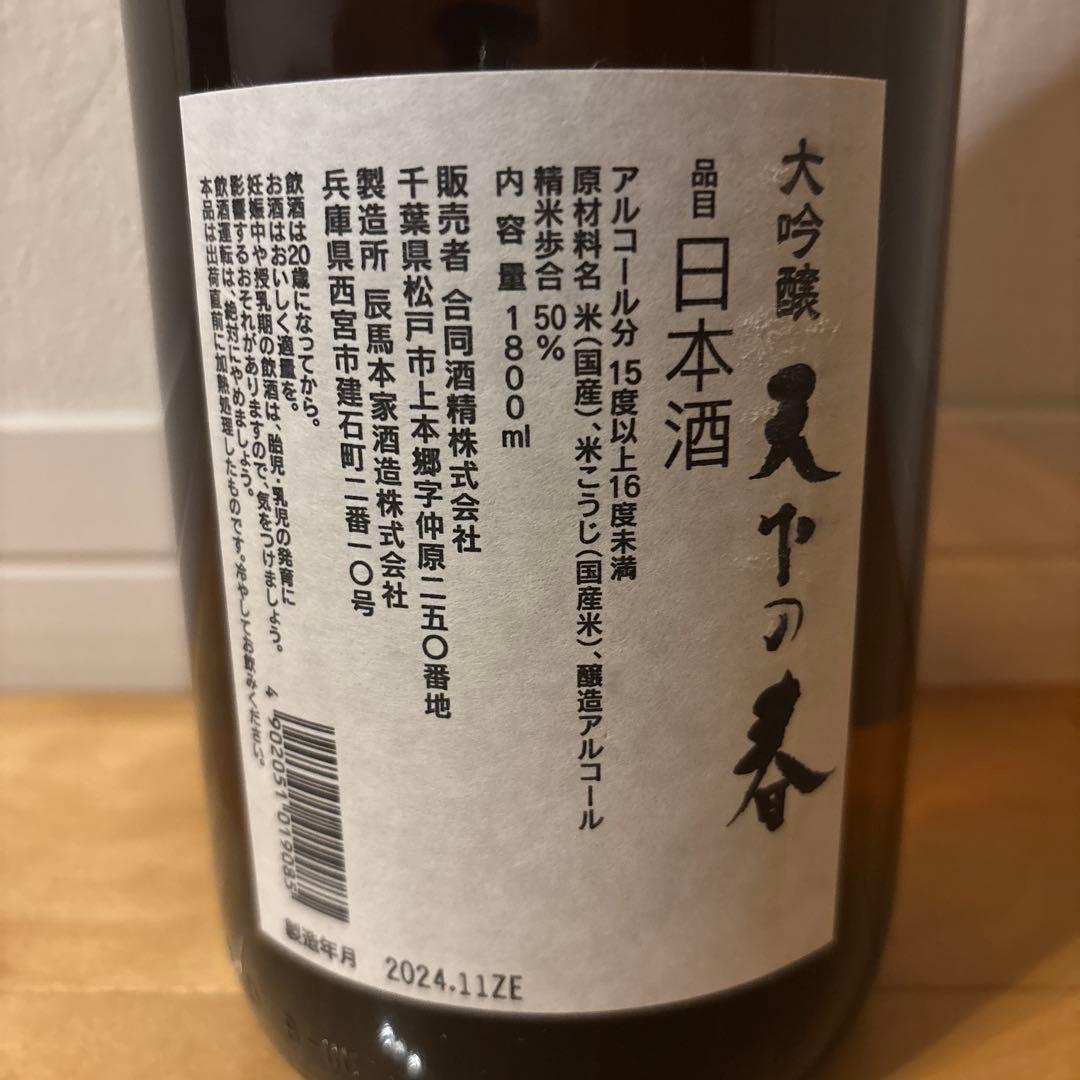 大吟醸 天下の春
品目 日本酒
アルコール分 15度以上16度未満
原材料名 米(国産)、米こうじ(国産米)、醸造アルコール
精米歩合 50%
内容量 1800ml
販売者 合同酒精株式会社
千葉県松戸市上本郷字仲原二五〇番地
製造所 辰馬本家酒造株式会社
兵庫県西宮市建石町二番一〇号
飲酒は20歳になってから。
お酒はおいしく適量を。
妊娠中や授乳期の飲酒は、胎児・乳児の発育に
影響するおそれがありますので、気をつけましょう。
飲酒運転は、絶対にやめましょう。
本品は出荷直前に加熱処理したものです。冷やしてお飲みください。
4 902051 019085
製造年月 2024.11ZE